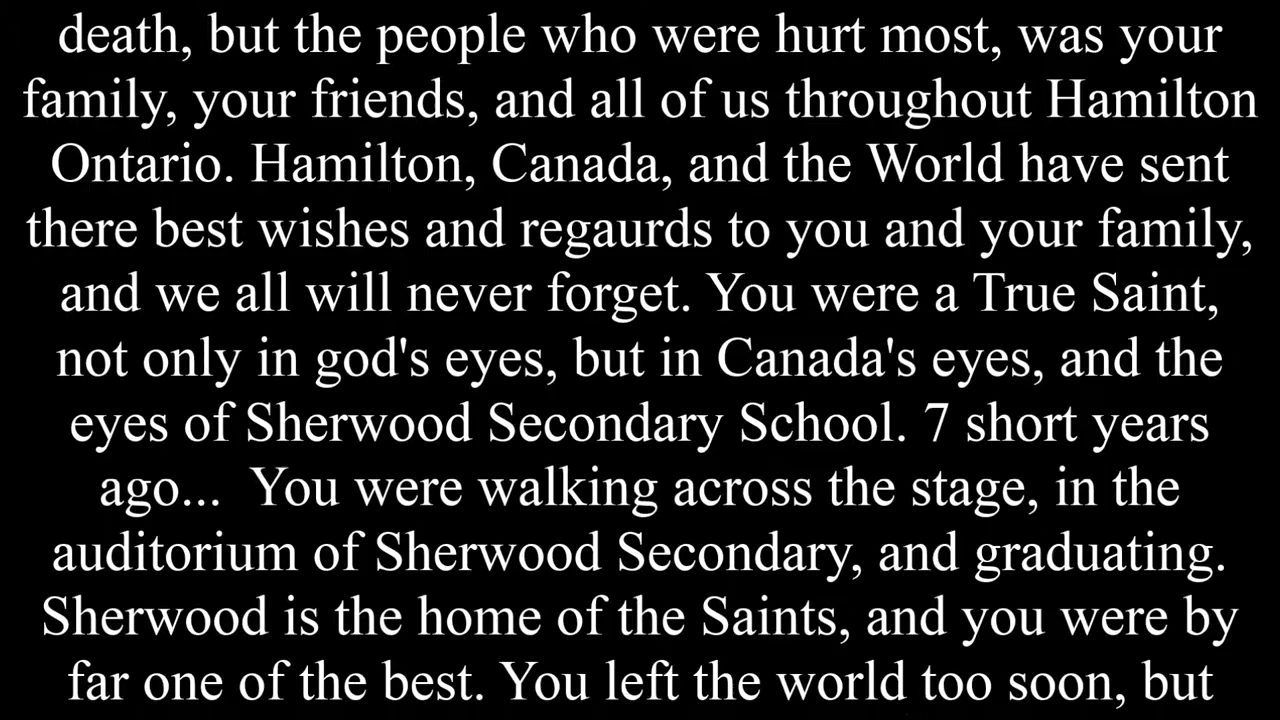 death, but the people who were hurt most, was your
family, your friends, and all of us throughout Hamilton
Ontario. Hamilton, Canada, and the World have sent
there best wishes and regaurds to you and your family,
and we all will never forget. You were a True Saint,
not only in god's eyes, but in Canada's eyes, and the
eyes of Sherwood Secondary School. 7 short years
ago...  You were walking across the stage, in the
auditorium of Sherwood Secondary, and graduating.
Sherwood is the home of the Saints, and you were by
far one of the best. You left the world too soon, but